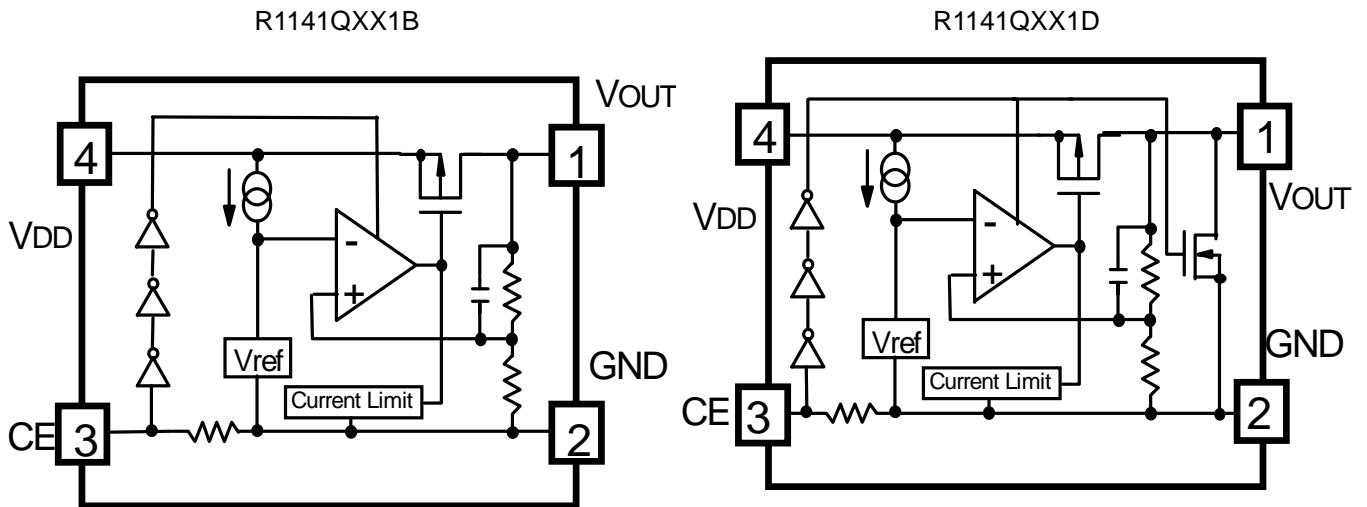 R1141QXX1B
VOUT
4
1
VDD
-
+
Vref
Current Limit
GND
CE
3
2
R1141QXX1D
4
1
VDD
VOUT
-
+
Vref
Current Limit
GND
CE
3
2